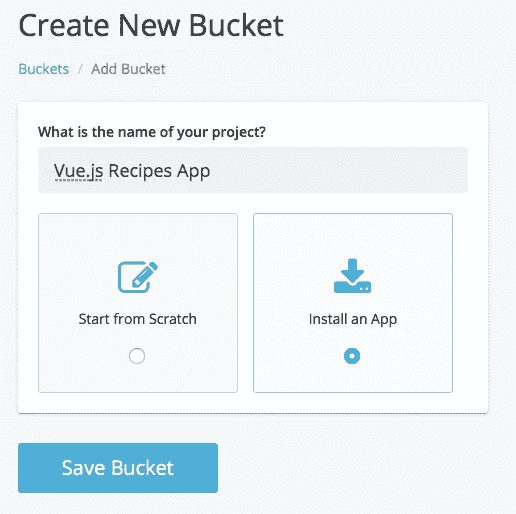 Create New Bucket
Buckets / Add Bucket
What is the name of your project?
Vue.js Recipes App
Start from Scratch
Install an App
Save Bucket